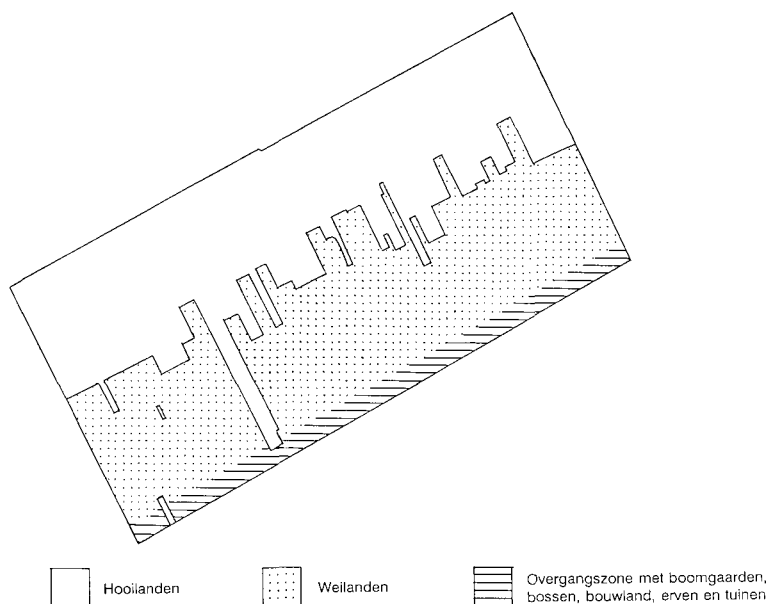 Hooilanden
Weilanden
Overgangszone met boomgaarden,
bossen, bouwland, erven en tuinen